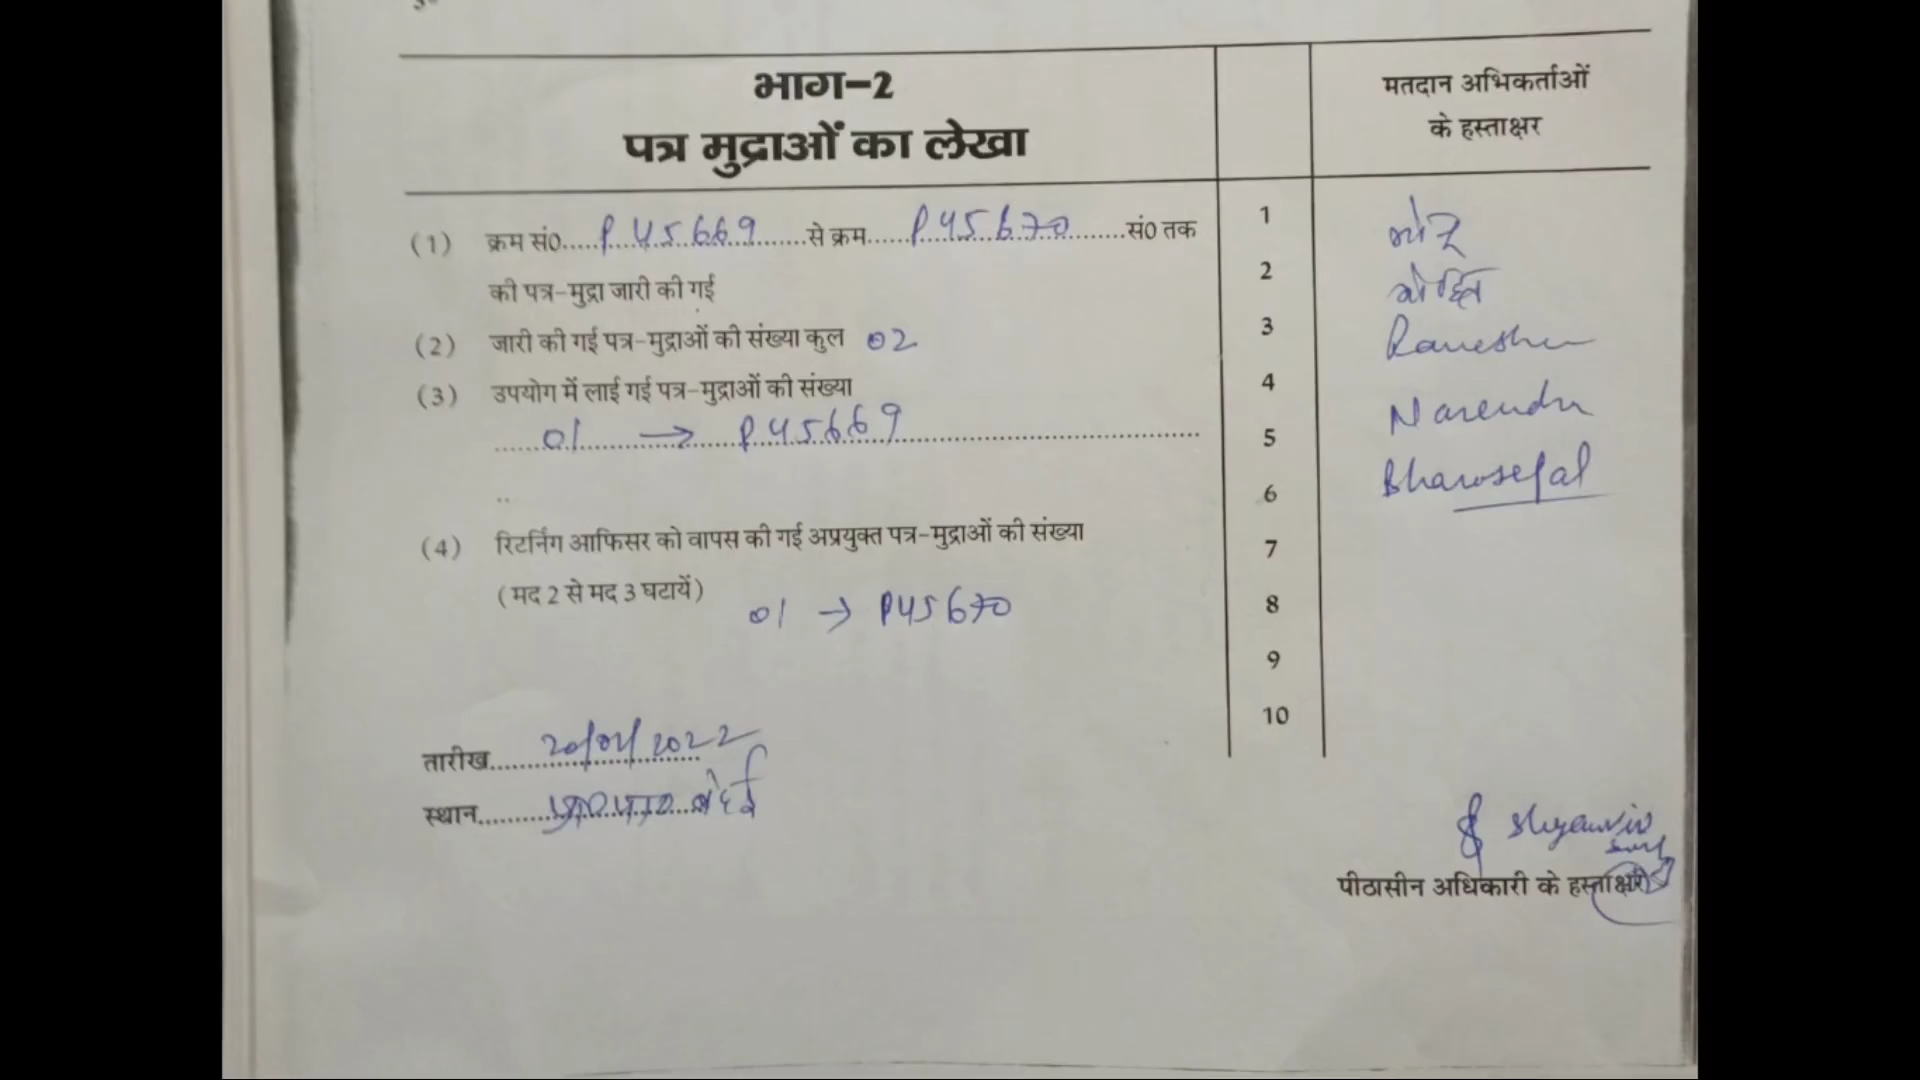 भाग-2
पत्र मुद्राओं का लेखा
मतदान अभिकर्ताओं
के हस्ताक्षर
(1) क्रम सं0.....P45669.....से क्रम.....P45670.....सं0 तक
की पत्र-मुद्रा जारी की गई
(2) जारी की गई पत्र-मुद्राओं की संख्या कुल 02
(3) उपयोग में लाई गई पत्र-मुद्राओं की संख्या
01 → P45669
(4) रिटर्निंग आफिसर को वापस की गई अप्रयुक्त पत्र-मुद्राओं की संख्या
(मद 2 से मद 3 घटायें) 01 → P45670
1
2
3
4 Narendra
5
6
7
8
9
10
तारीख.....20/02/2022
स्थान.....
पीठासीन अधिकारी के हस्ताक्षर